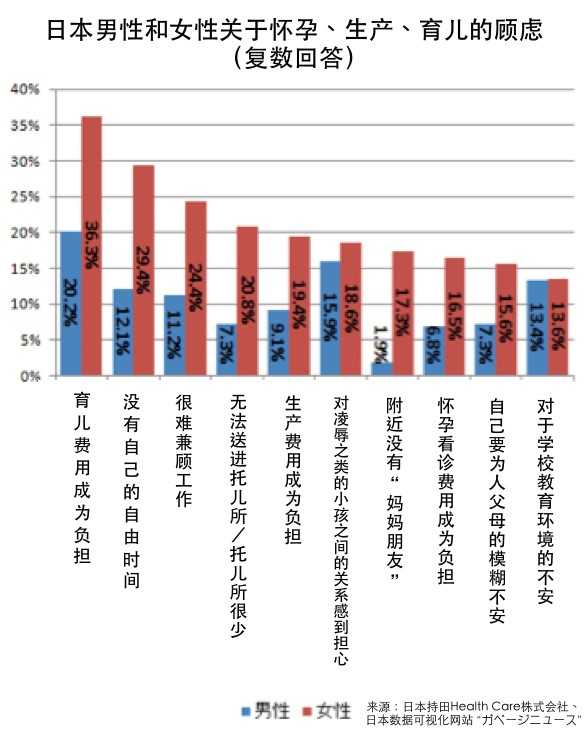 日本男性和女性关于怀孕、生产、育儿的顾虑
（复数回答）
40%
35%
30%
25%
20%
15%
10%
5%
0%
20.2%
36.3%
12.1%
29.4%
11.2%
24.4%
7.3%
20.8%
9.1%
19.4%
15.9%
18.6%
1.9%
17.3%
6.8%
16.5%
7.3%
15.6%
13.4%
13.6%
育儿费用成为负担
没有自己的自由时间
很难兼顾工作
无法送进托儿所／托儿所很少
生产费用成为负担
对凌辱之类的小孩之间的关系感到担心
附近没有“妈妈朋友”
怀孕看诊费用成为负担
自己要为人父母的模糊不安
对于学校教育环境的不安
男性 女性
来源：日本持田Health Care株式会社、
日本数据可视化网站 “ガベージニュース”